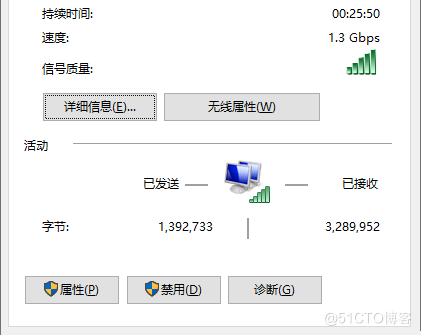 持续时间: 00:25:50
速度: 1.3 Gbps
信号质量:
详细信息(E)... 无线属性(W)
活动
已发送 已接收
字节: 1,392,733 3,289,952
属性(P) 禁用(D) 诊断(G)
@51CTO博客